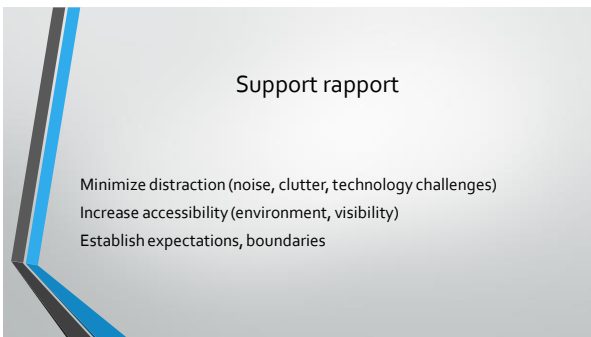 Support rapport
Minimize distraction (noise, clutter, technology challenges)
Increase accessibility (environment, visibility)
Establish expectations, boundaries